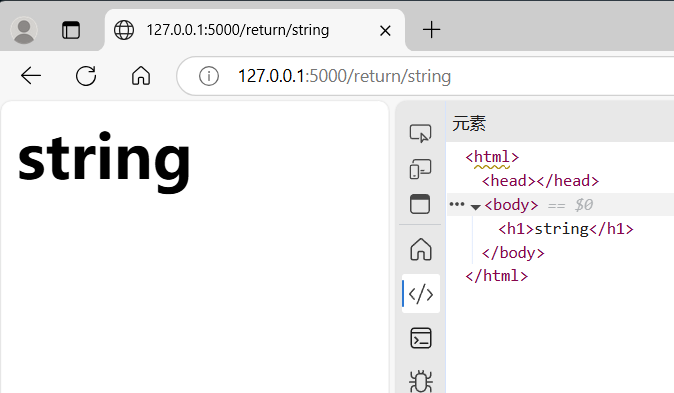 127.0.0.1:5000/return/string
127.0.0.1:5000/return/string
string
元素
<html>
<head></head>
<body> == $0
<h1>string</h1>
</body>
</html>